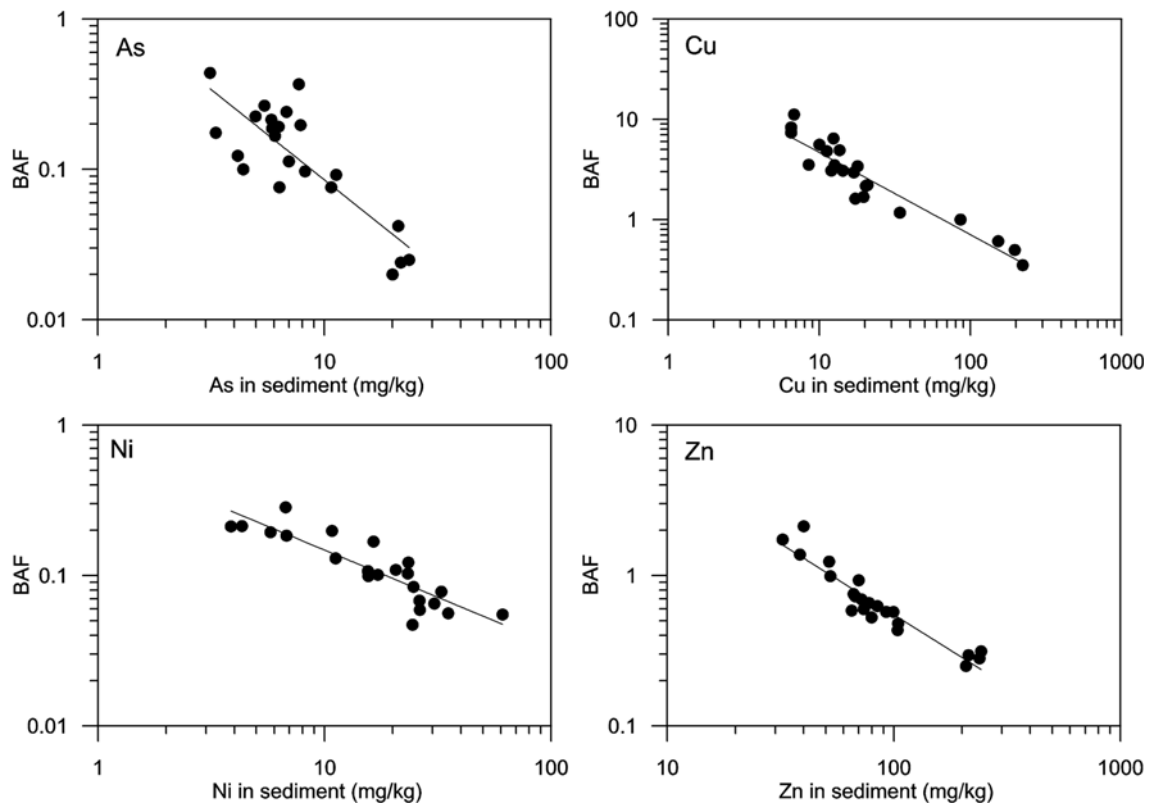 1
As
BAF
0.1
0.01
1
10
100
As in sediment (mg/kg)
100
Cu
10
BAF
1
0.1
1
10
100
1000
Cu in sediment (mg/kg)
1
Ni
BAF
0.1
0.01
1
10
100
Ni in sediment (mg/kg)
10
Zn
BAF
1
0.1
10
100
1000
Zn in sediment (mg/kg)